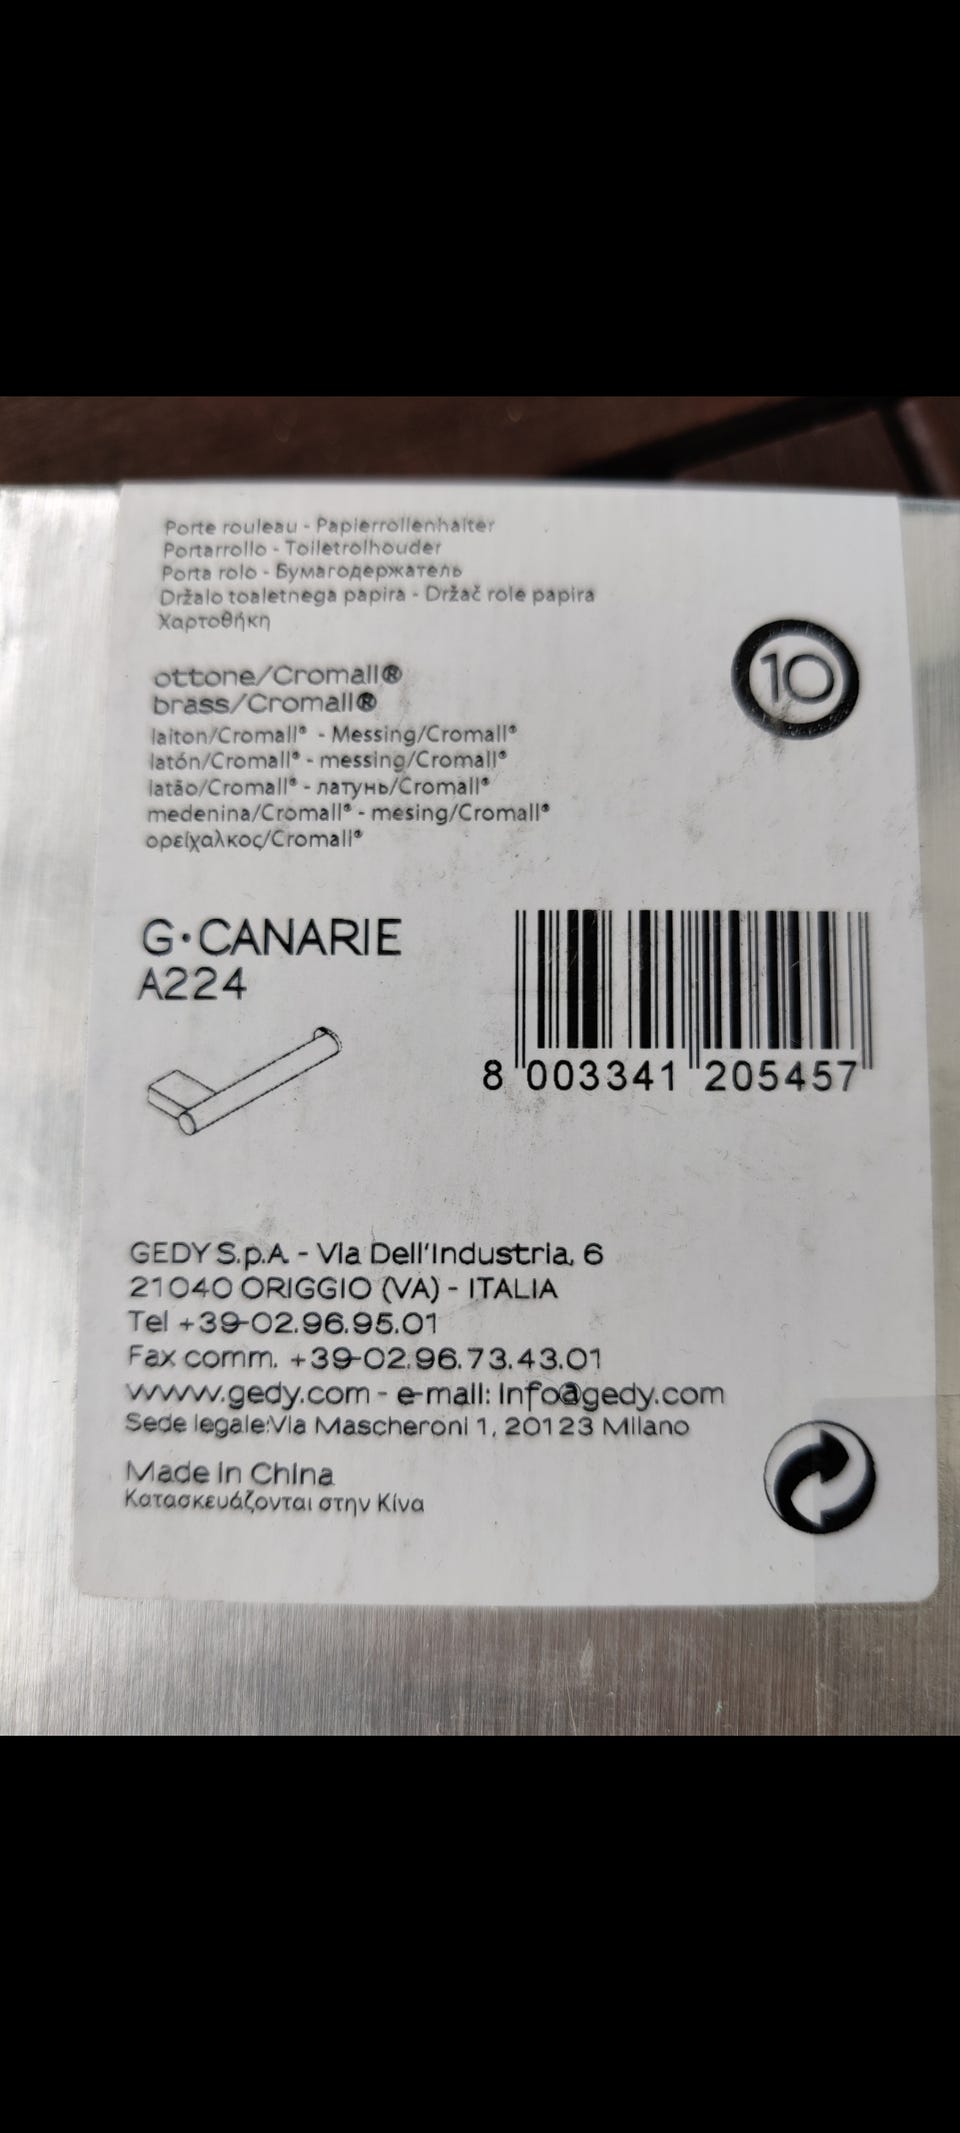 Porte rouleau - Papierrollenhalter
Portarrollo - Toiletrolhouder
Porta rolo - Бумагодержатель
Držalo toaletnega papira - Držač role papira
Χαρτοθήκη
10
ottone/Cromall®
brass/Cromall®
laiton/Cromall® - Messing/Cromall®
latón/Cromall® - messing/Cromall®
latão/Cromall® - латунь/Cromall®
medenina/Cromall® - mesing/Cromall®
ορείχαλκος/Cromall®
G·CANARIE
A224
8 003341 205457
GEDY S.p.A. - Via Dell'Industria, 6
21040 ORIGGIO (VA) - ITALIA
Tel +39-02.96.95.01
Fax comm. +39-02.96.73.43.01
www.gedy.com - e-mail: info@gedy.com
Sede legale:Via Mascheroni 1, 20123 Milano
Made in China
Κατασκευάζονται στην Κίνα